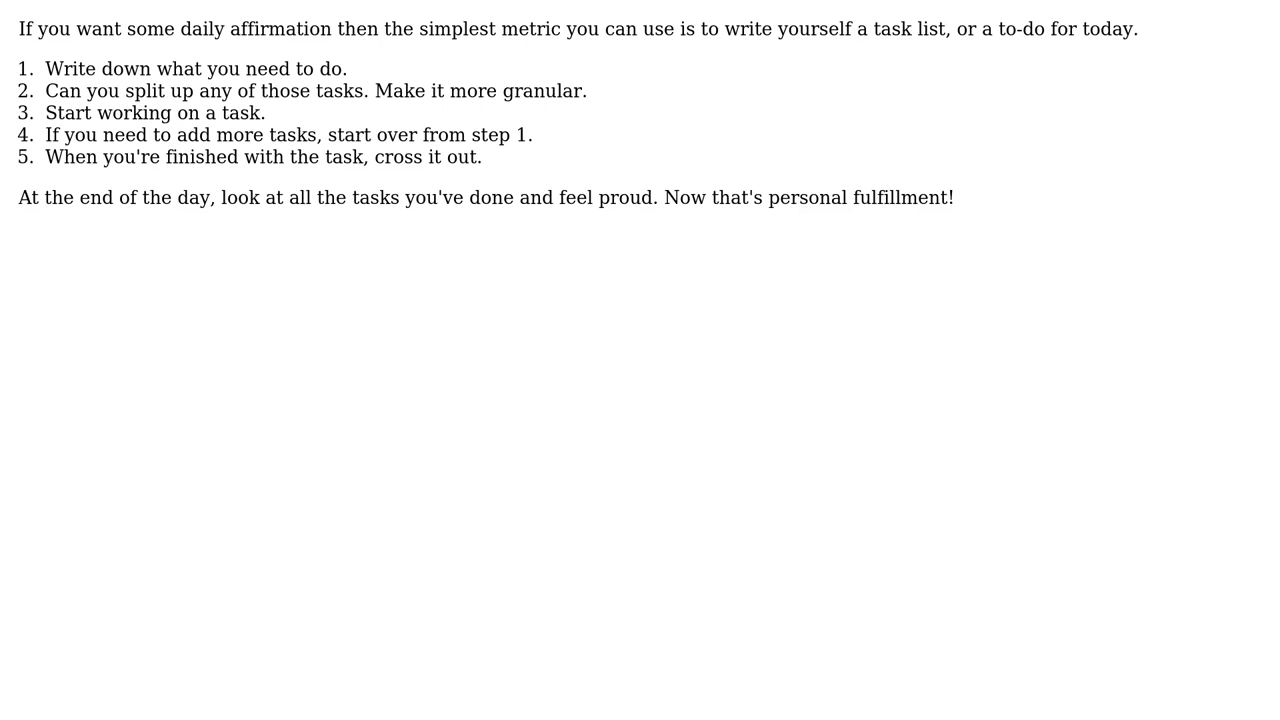 If you want some daily affirmation then the simplest metric you can use is to write yourself a task list, or a to-do for today.
1. Write down what you need to do.
2. Can you split up any of those tasks. Make it more granular.
3. Start working on a task.
4. If you need to add more tasks, start over from step 1.
5. When you're finished with the task, cross it out.
At the end of the day, look at all the tasks you've done and feel proud. Now that's personal fulfillment!